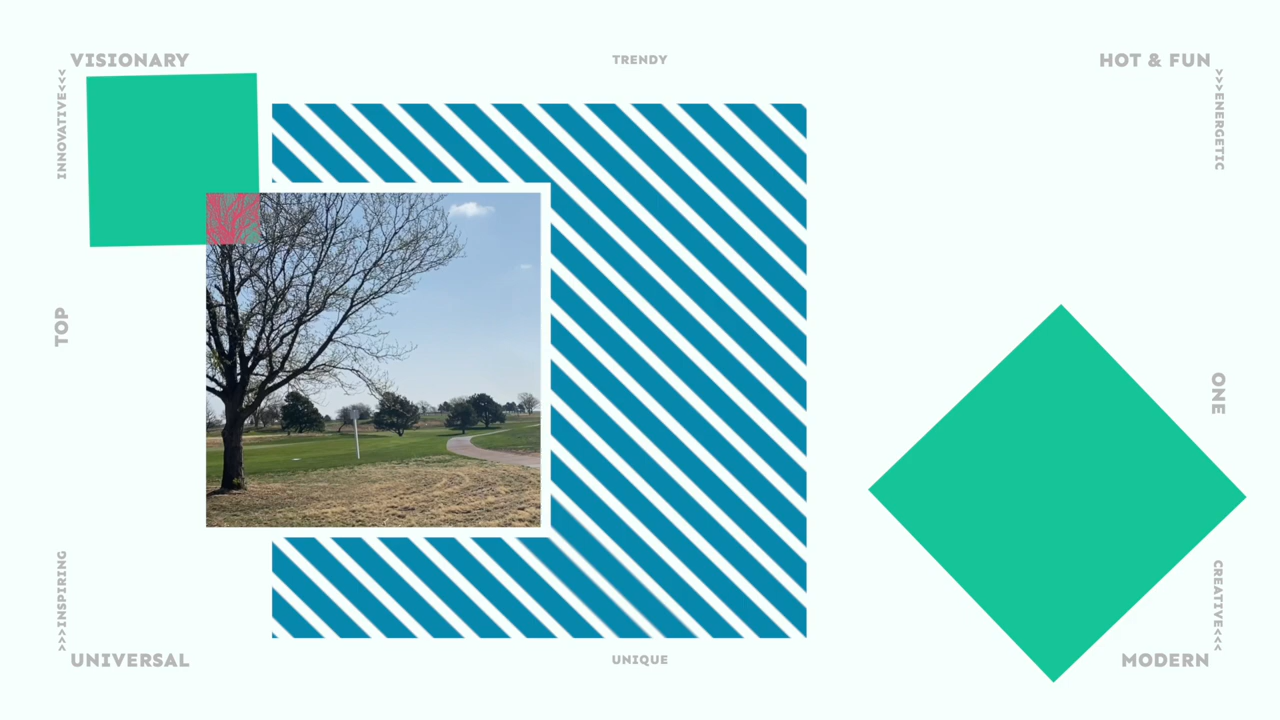 VISIONARY
TRENDY
HOT & FUN
INNOVATIVE<<<
>>>ENERGETIC
TOP
ONE
>>>INSPIRING
CREATIVE<<<
UNIVERSAL
UNIQUE
MODERN